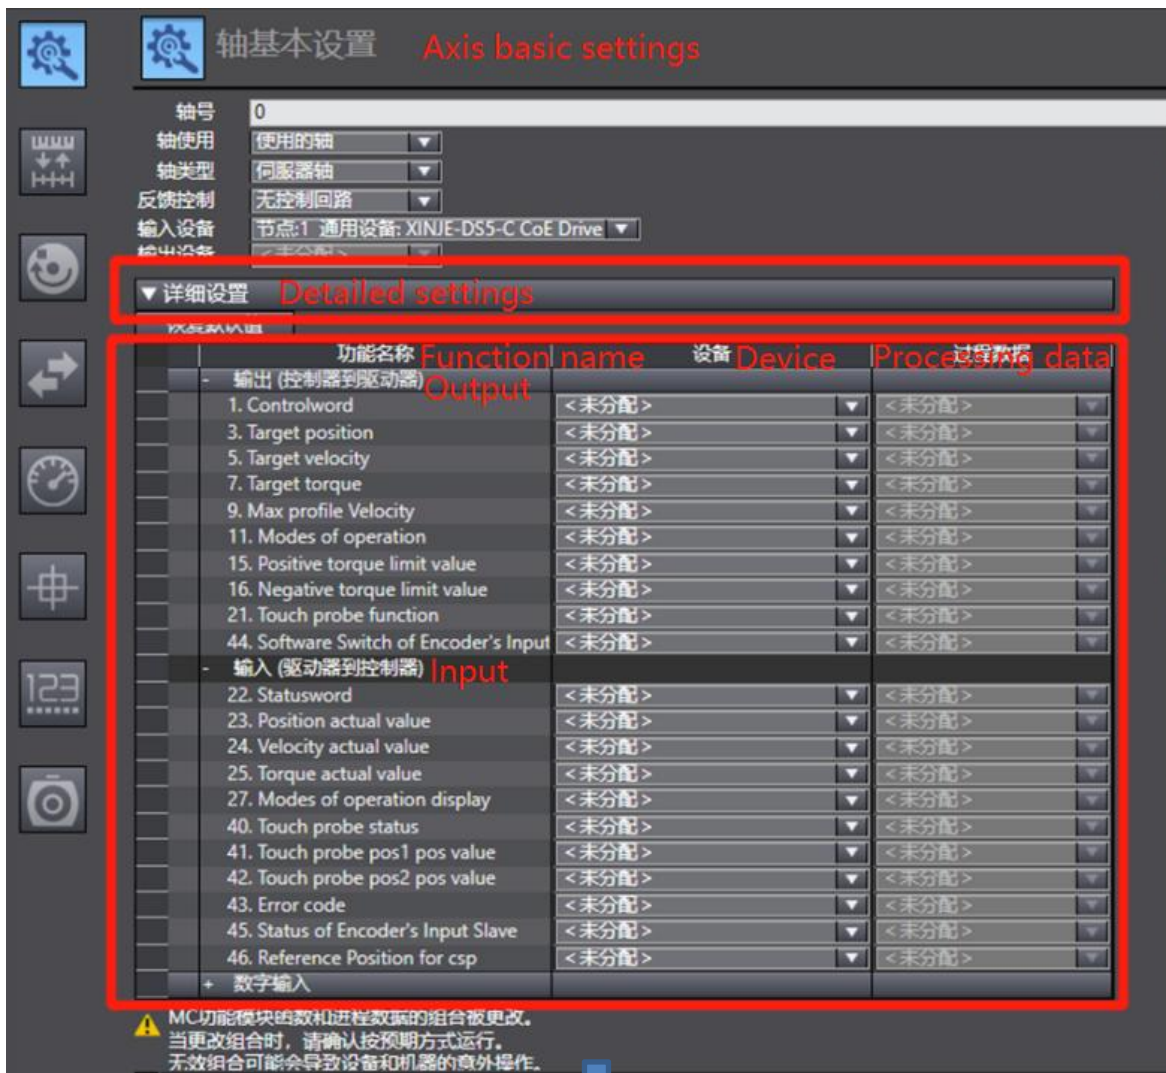 轴基本设置 Axis basic settings
轴号 0
轴使用 使用的轴
轴类型 伺服器轴
反馈控制 无控制回路
输入设备 节点:1 通用设备: XINJE-DS5-C CoE Drive
输出设备 <未分配>
详细设置 Detailed settings
恢复默认值
功能名称 Function name 设备 Device 过程数据 Processing data
- 输出 (控制器到驱动器) Output
1. Controlword <未分配> <未分配>
3. Target position <未分配> <未分配>
5. Target velocity <未分配> <未分配>
7. Target torque <未分配> <未分配>
9. Max profile Velocity <未分配> <未分配>
11. Modes of operation <未分配> <未分配>
15. Positive torque limit value <未分配> <未分配>
16. Negative torque limit value <未分配> <未分配>
21. Touch probe function <未分配> <未分配>
44. Software Switch of Encoder's Input <未分配> <未分配>
- 输入 (驱动器到控制器) Input
22. Statusword <未分配> <未分配>
23. Position actual value <未分配> <未分配>
24. Velocity actual value <未分配> <未分配>
25. Torque actual value <未分配> <未分配>
27. Modes of operation display <未分配> <未分配>
40. Touch probe status <未分配> <未分配>
41. Touch probe pos1 pos value <未分配> <未分配>
42. Touch probe pos2 pos value <未分配> <未分配>
43. Error code <未分配> <未分配>
45. Status of Encoder's Input Slave <未分配> <未分配>
46. Reference Position for csp <未分配> <未分配>
+ 数字输入
123
MC功能模块函数和进程数据的组合被更改。
当更改组合时，请确认按预期方式运行。
无效组合可能会导致设备和机器的意外操作。